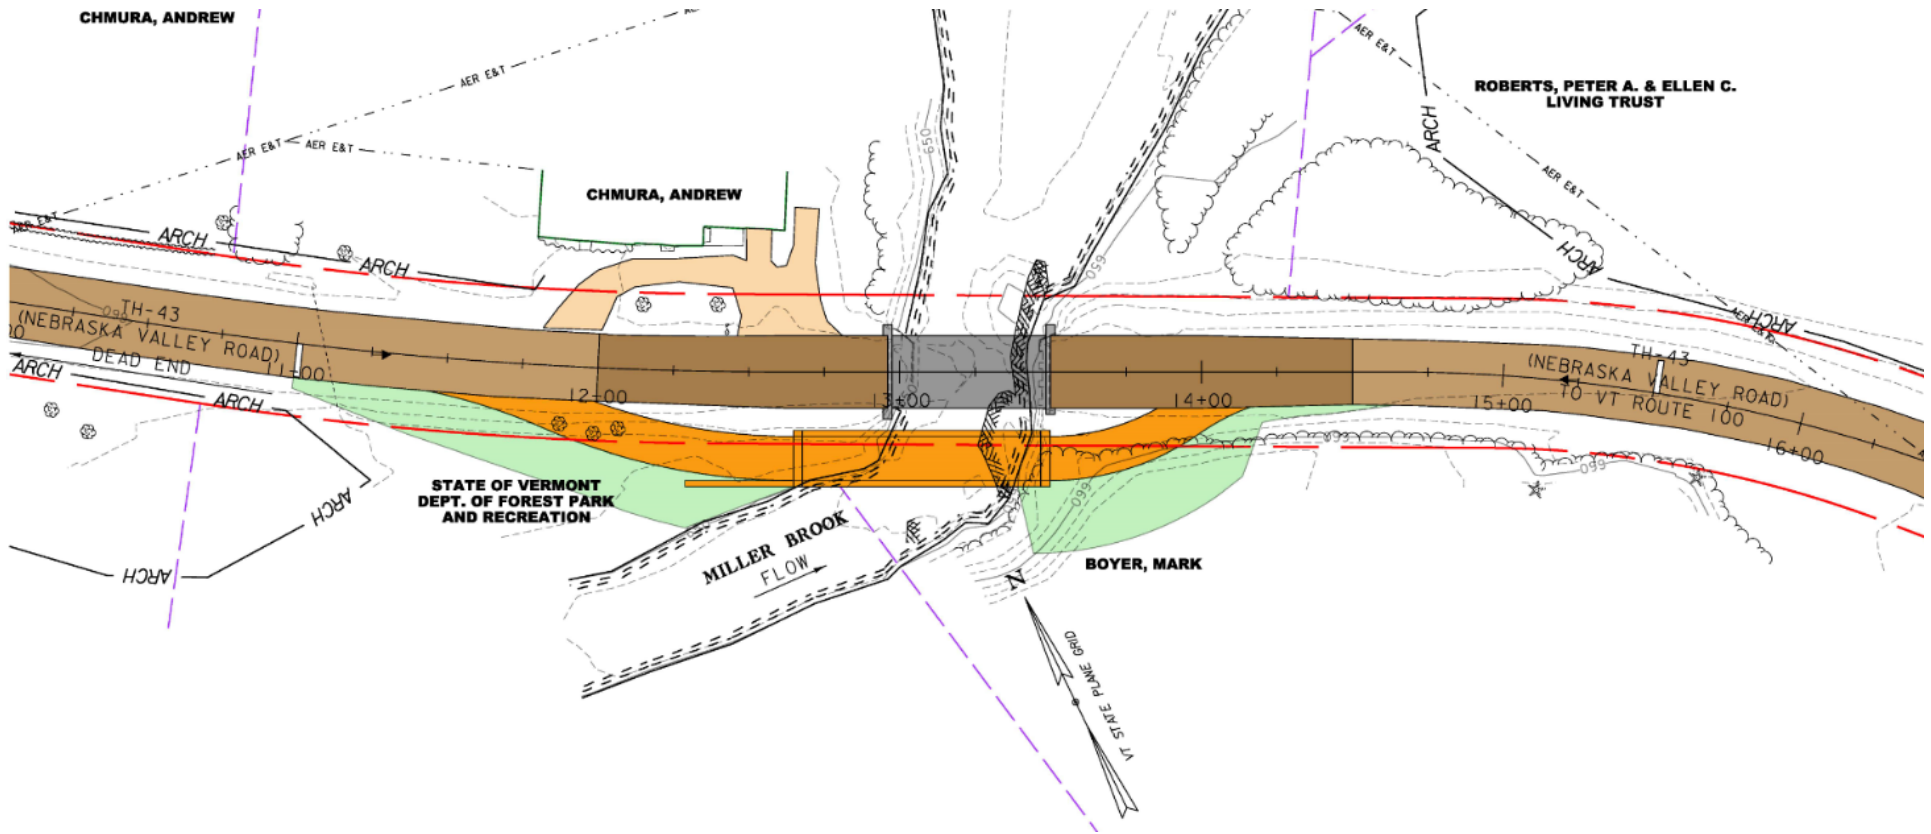 CHMURA, ANDREW
AER E&T
AER E&T
ROBERTS, PETER A. & ELLEN C.
LIVING TRUST
ARCH
650
AER E&T
AER E&T
AER E&T
CHMURA, ANDREW
AER E&T
ARCH
ARCH
ARCH
650
ARCH
AER E&T
TH-43
(NEBRASKA VALLEY ROAD)
DEAD END
660
11+00
12+00
13+00
14+00
15+00
16+00
TH-43
(NEBRASKA VALLEY ROAD)
TO VT ROUTE 100
ARCH
ARCH
ARCH
ARCH
STATE OF VERMONT
DEPT. OF FOREST PARK
AND RECREATION
MILLER BROOK
FLOW
660
660
BOYER, MARK
N
VT STATE PLANE GRID